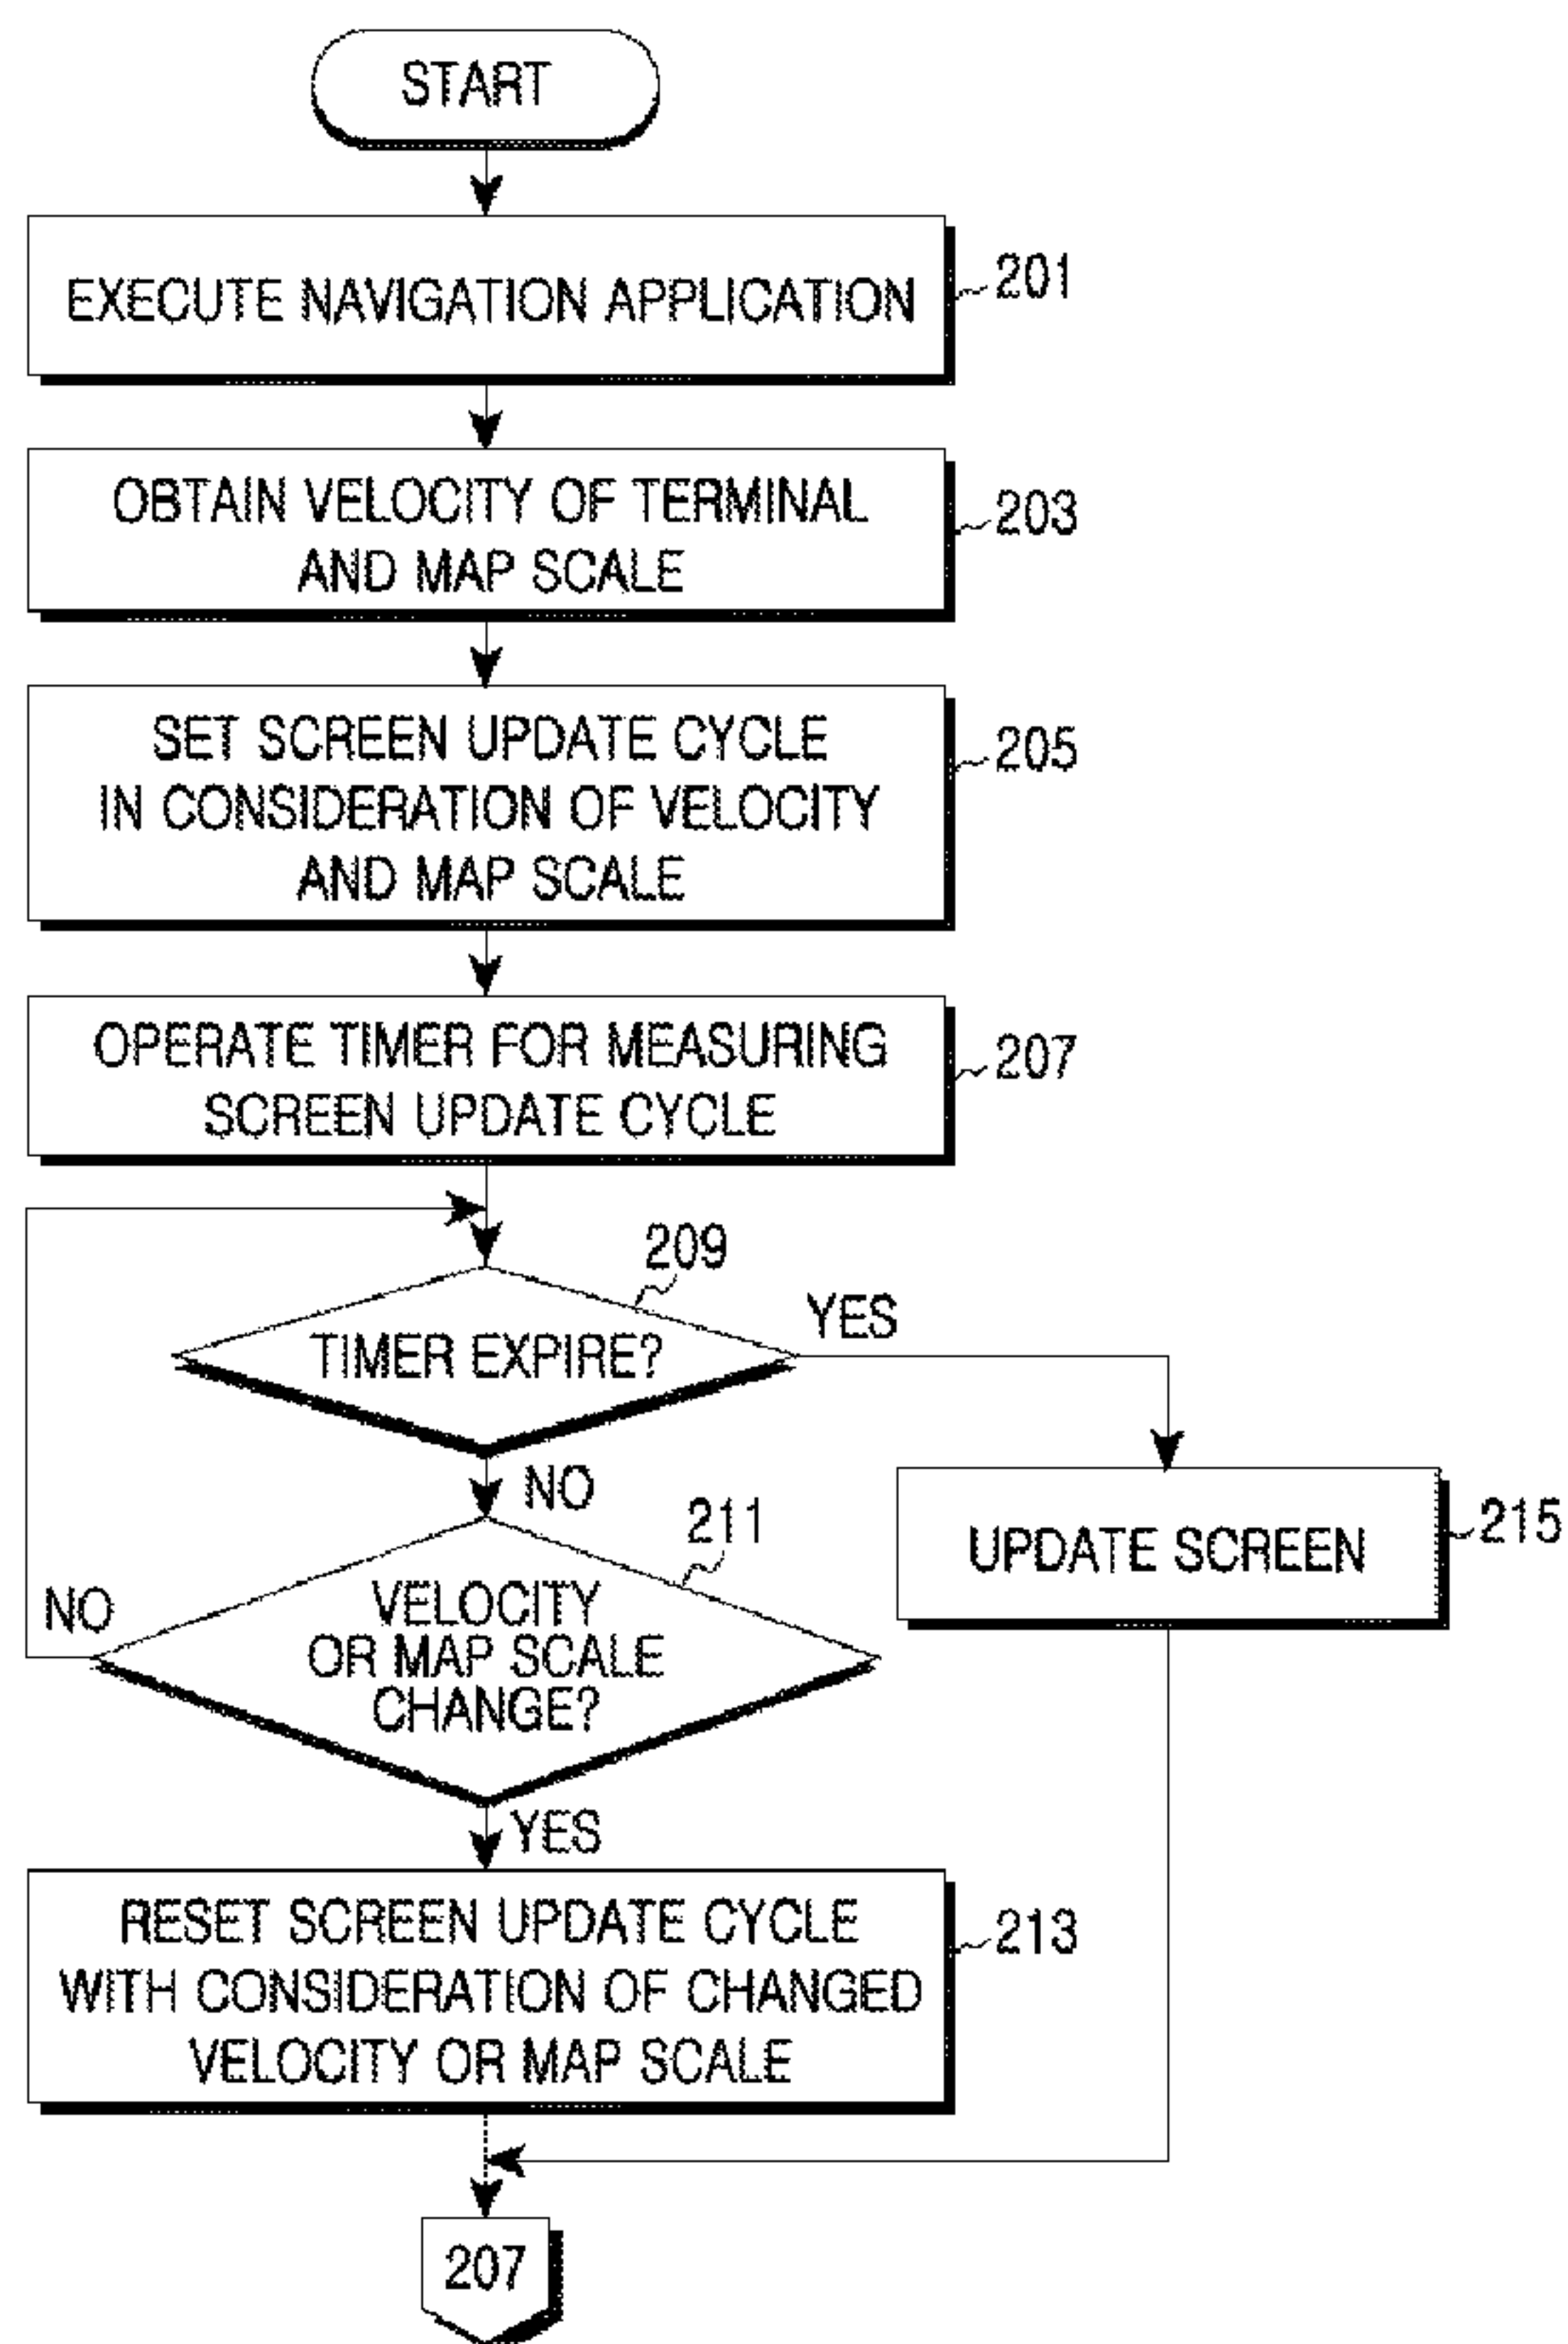 START
EXECUTE NAVIGATION APPLICATION
201
OBTAIN VELOCITY OF TERMINAL
AND MAP SCALE
203
SET SCREEN UPDATE CYCLE
IN CONSIDERATION OF VELOCITY
AND MAP SCALE
205
OPERATE TIMER FOR MEASURING
SCREEN UPDATE CYCLE
207
209
TIMER EXPIRE?
YES
NO
211
VELOCITY
OR MAP SCALE
CHANGE?
NO
UPDATE SCREEN
215
YES
RESET SCREEN UPDATE CYCLE
WITH CONSIDERATION OF CHANGED
VELOCITY OR MAP SCALE
213
207